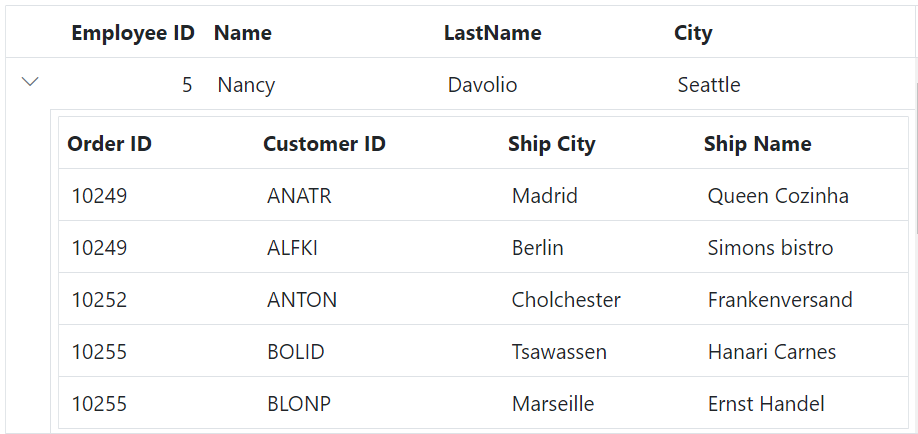 Employee ID Name LastName City
5 Nancy Davolio Seattle
Order ID Customer ID Ship City Ship Name
10249 ANATR Madrid Queen Cozinha
10249 ALFKI Berlin Simons bistro
10252 ANTON Cholchester Frankenversand
10255 BOLID Tsawassen Hanari Carnes
10255 BLONP Marseille Ernst Handel